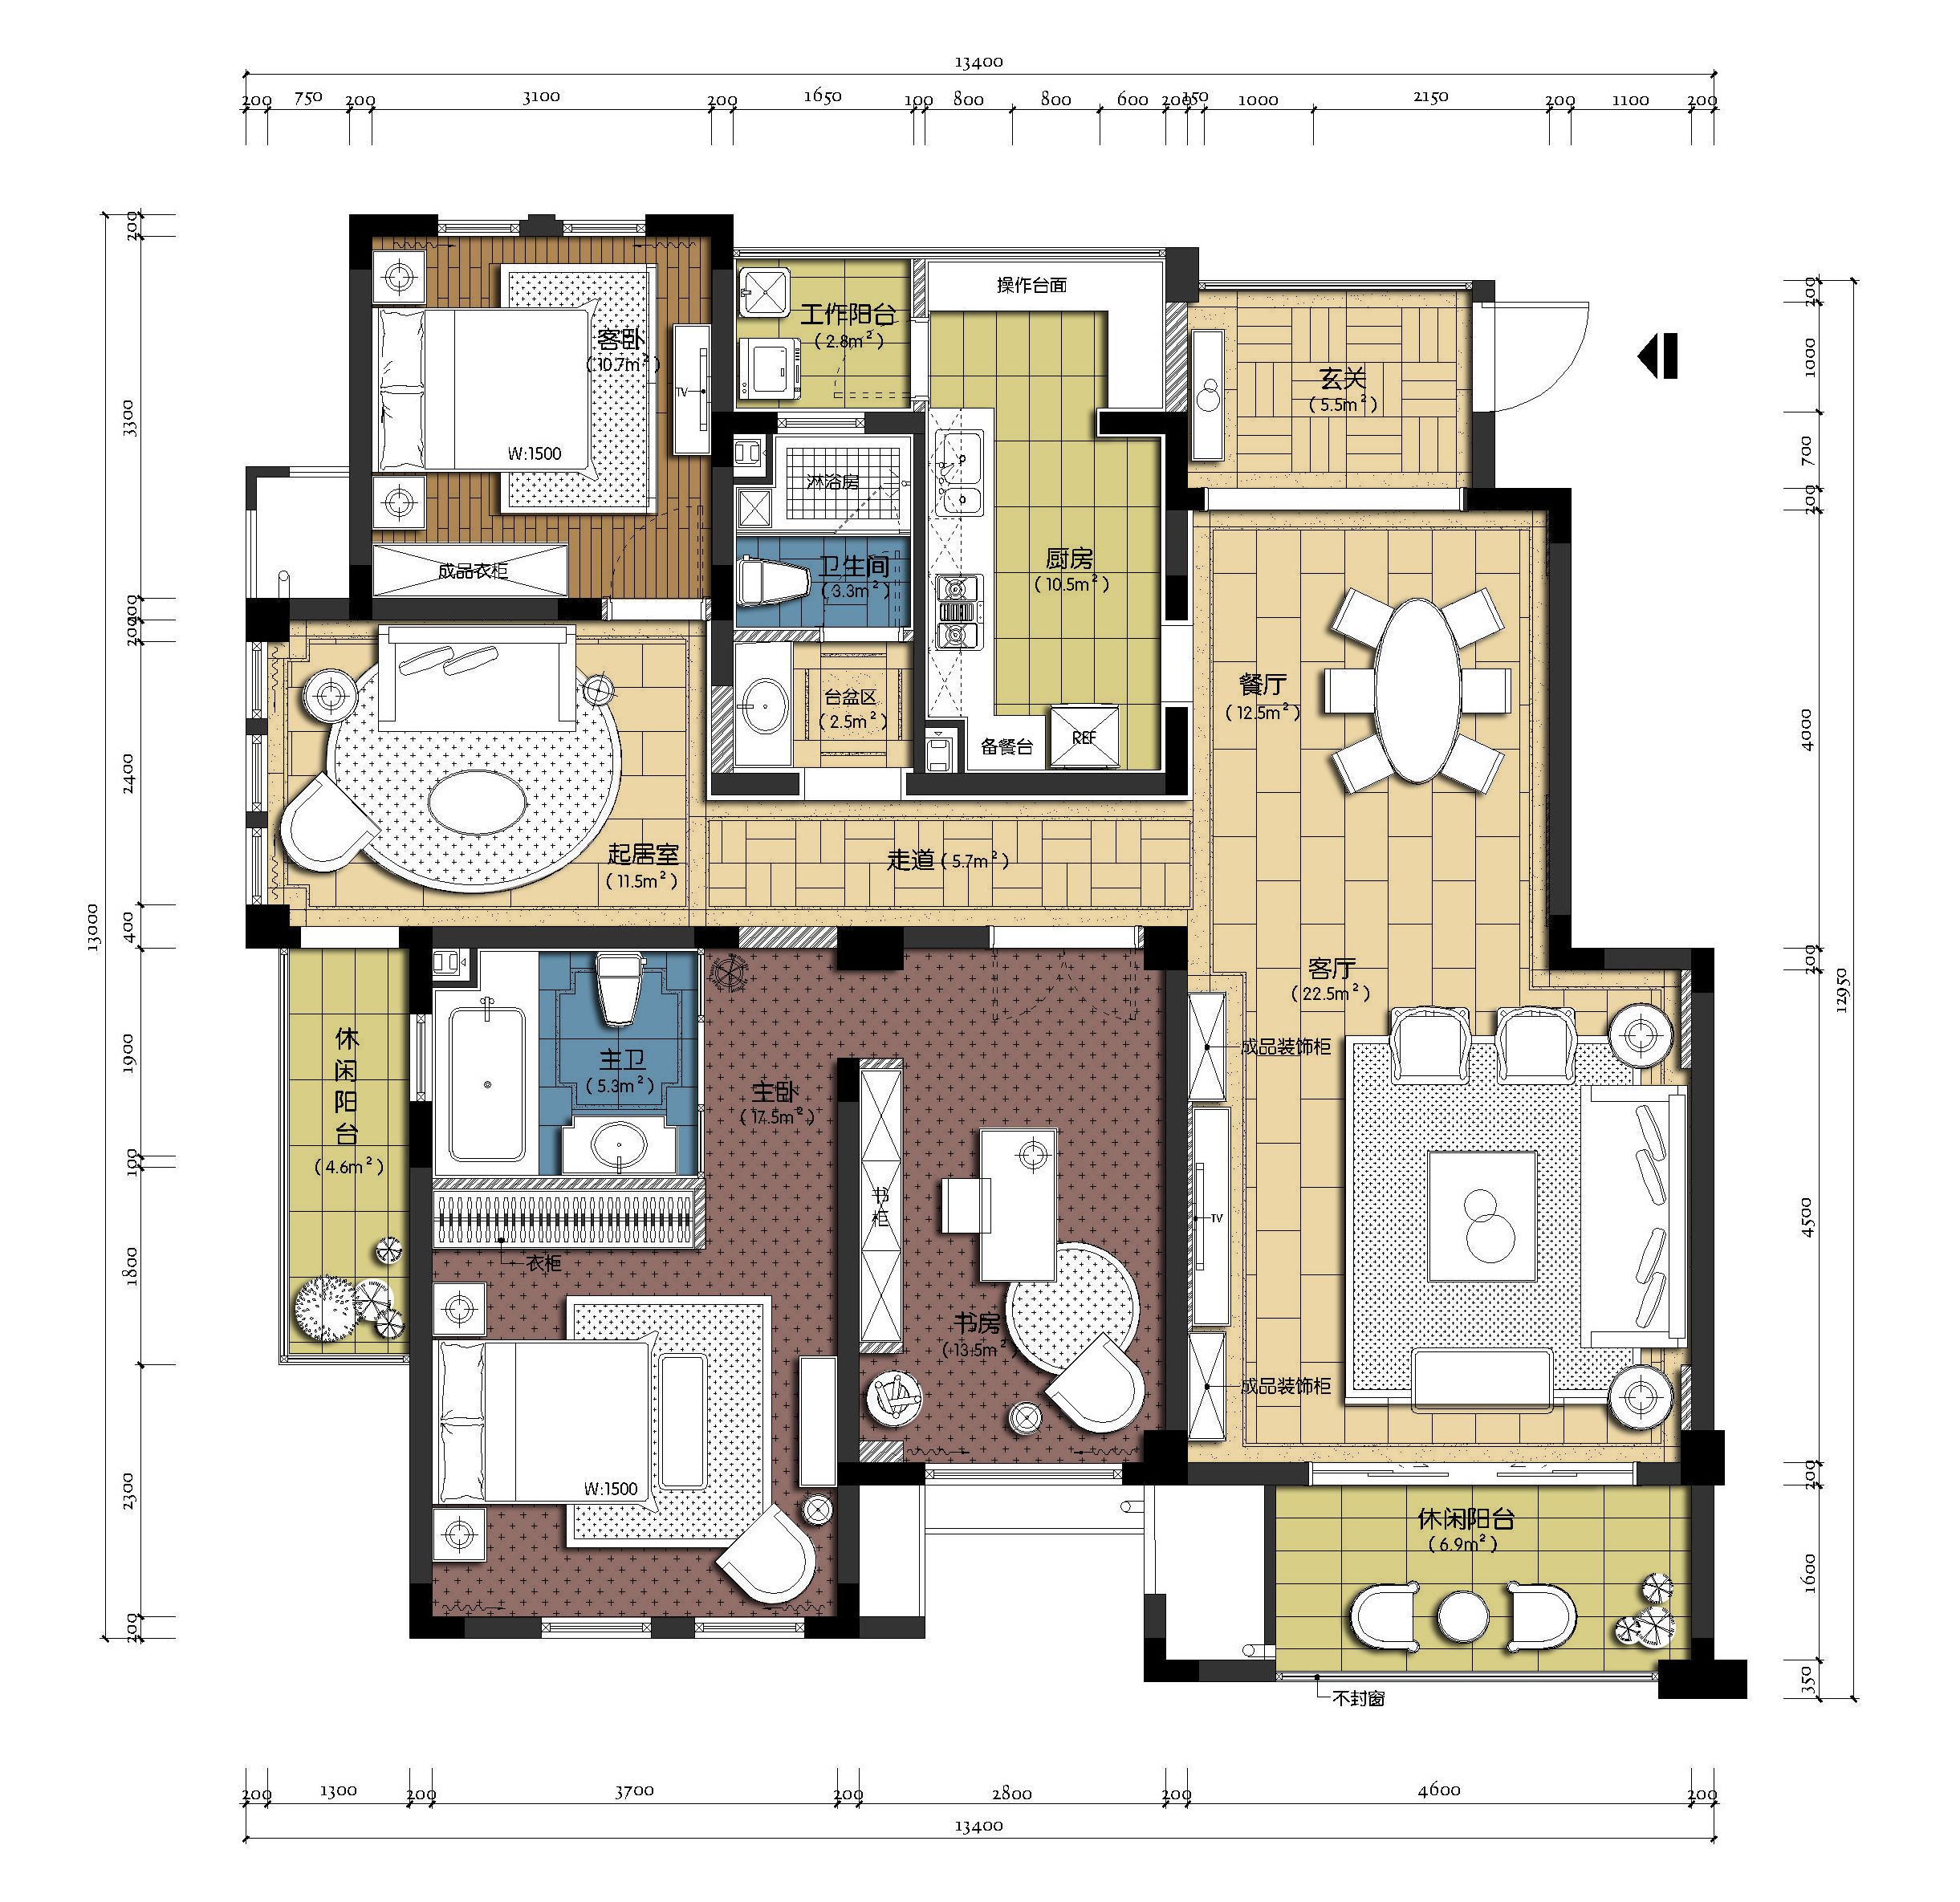 13400
200 750 200 3100 200 1650 100 800 800 600 200 150 1000 2150 200 1100 200
200
3300
200
200
2400
400
1900
100
1800
2300
200
13000
200
1000
700
200
4000
200
4500
200
1600
350
12950
操作台面
工作阳台
(2.8m²)
客卧
(10.7m²)
TV
W:1500
成品衣柜
玄关
(5.5m²)
淋浴房
卫生间
(3.3m²)
厨房
(10.5m²)
台盆区
(2.5m²)
备餐台
REF
餐厅
(12.5m²)
起居室
(11.5m²)
走道(5.7m²)
客厅
(22.5m²)
休
闲
阳
台
(4.6m²)
主卫
(5.3m²)
主卧
(17.5m²)
成品装饰柜
书
柜
TV
衣柜
书房
(13.5m²)
成品装饰柜
W:1500
休闲阳台
(6.9m²)
不封窗
200 1300 200 3700 200 2800 200 4600 200
13400